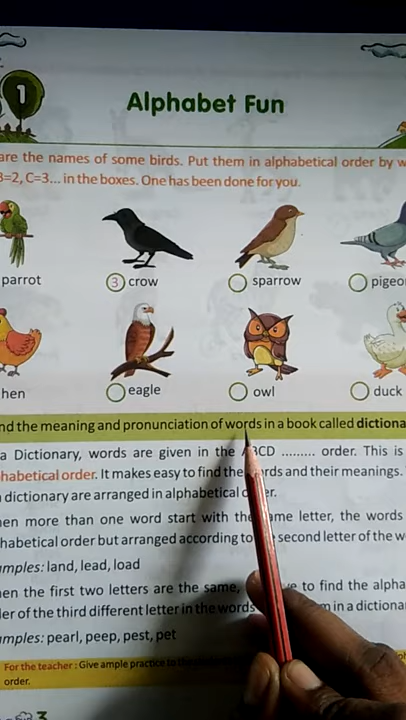 1
Alphabet Fun
are the names of some birds. Put them in alphabetical order by w
B=2, C=3... in the boxes. One has been done for you.
parrot 3 crow sparrow pigeo
hen eagle owl duck
nd the meaning and pronunciation of words in a book called dictiona
a Dictionary, words are given in the BCD ......... order. This is
habetical order. It makes easy to find the rds and their meanings.
dictionary are arranged in alphabetical er.
en more than one word start with the me letter, the words
habetical order but arranged according to second letter of the w
mples: land, lead, load
en the first two letters are the same, e to find the alpha
er of the third different letter in the words m in a dictiona
mples: pearl, peep, pest, pet
For the teacher : Give ample practice to
order.
3